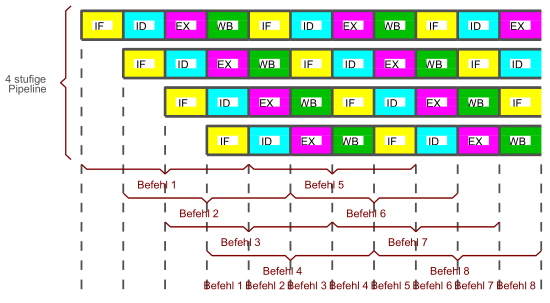 IF ID EX WB IF ID EX WB IF ID EX
4 stufige
Pipeline
IF ID EX WB IF ID EX WB IF ID
IF ID EX WB IF ID EX WB IF
IF ID EX WB IF ID EX WB
Befehl 1 Befehl 5
Befehl 2 Befehl 6
Befehl 3 Befehl 7
Befehl 4 Befehl 8
Befehl 1 Befehl 2 Befehl 3 Befehl 4 Befehl 5 Befehl 6 Befehl 7 Befehl 8